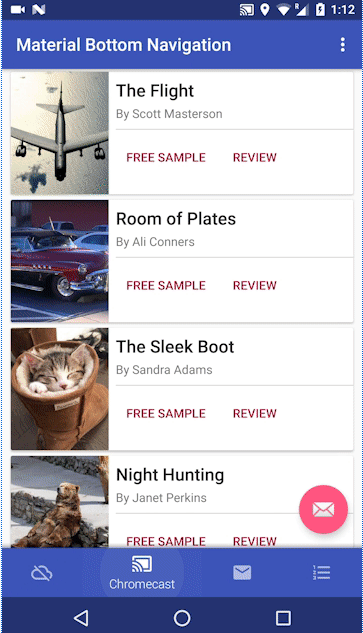 1:12
Material Bottom Navigation
The Flight
By Scott Masterson
FREE SAMPLE REVIEW
Room of Plates
By Ali Conners
FREE SAMPLE REVIEW
The Sleek Boot
By Sandra Adams
FREE SAMPLE REVIEW
Night Hunting
By Janet Perkins
FREE SAMPLE REVIEW
Chromecast